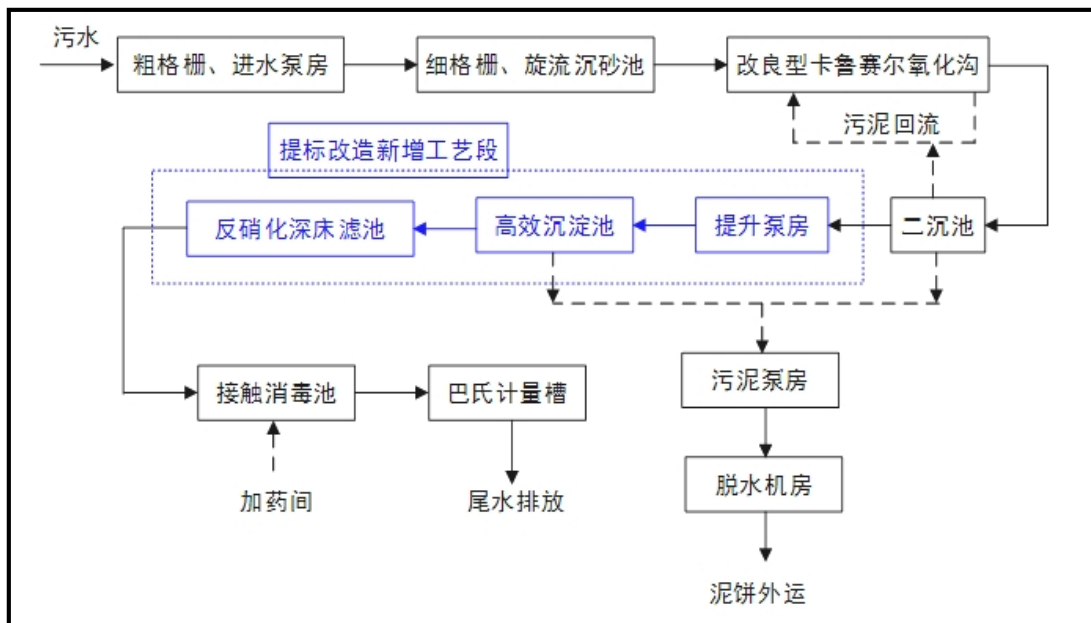 污水
粗格栅、进水泵房
细格栅、旋流沉砂池
改良型卡鲁赛尔氧化沟
污泥回流
提标改造新增工艺段
反硝化深床滤池
高效沉淀池
提升泵房
二沉池
接触消毒池
巴氏计量槽
污泥泵房
加药间
尾水排放
脱水机房
泥饼外运